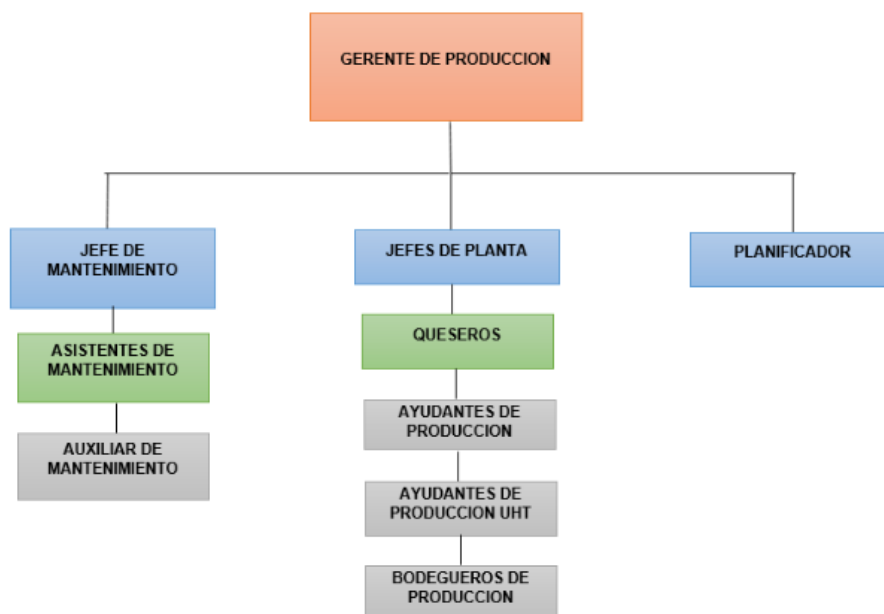 GERENTE DE PRODUCCION
JEFE DE
MANTENIMIENTO
JEFES DE PLANTA
PLANIFICADOR
ASISTENTES DE
MANTENIMIENTO
QUESEROS
AUXILIAR DE
MANTENIMIENTO
AYUDANTES DE
PRODUCCION
AYUDANTES DE
PRODUCCION UHT
BODEGUEROS DE
PRODUCCION